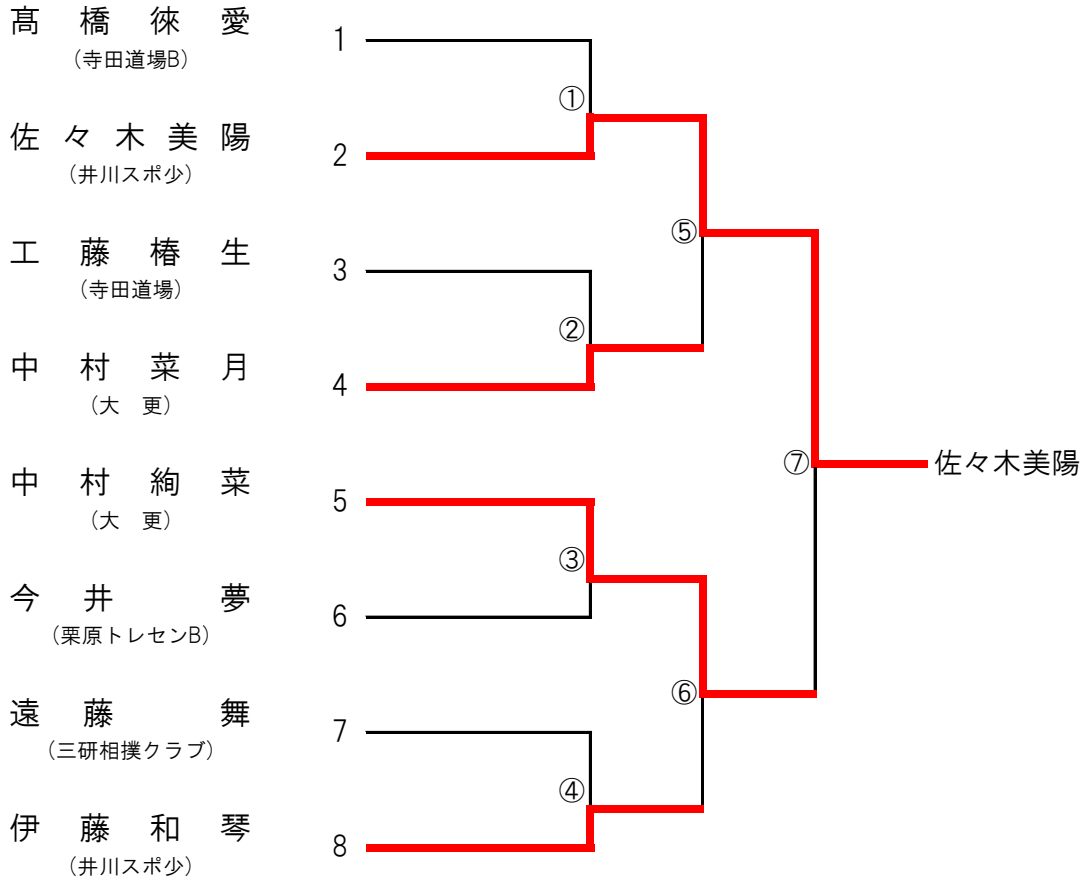 髙橋徠愛
（寺田道場B）
1
①
佐々木美陽
（井川スポ少）
2
⑤
工藤椿生
（寺田道場）
3
②
中村菜月
（大　更）
4
⑦
佐々木美陽
中村絢菜
（大　更）
5
③
今井　夢
（栗原トレセンB）
6
⑥
遠藤　舞
（三研相撲クラブ）
7
④
伊藤和琴
（井川スポ少）
8